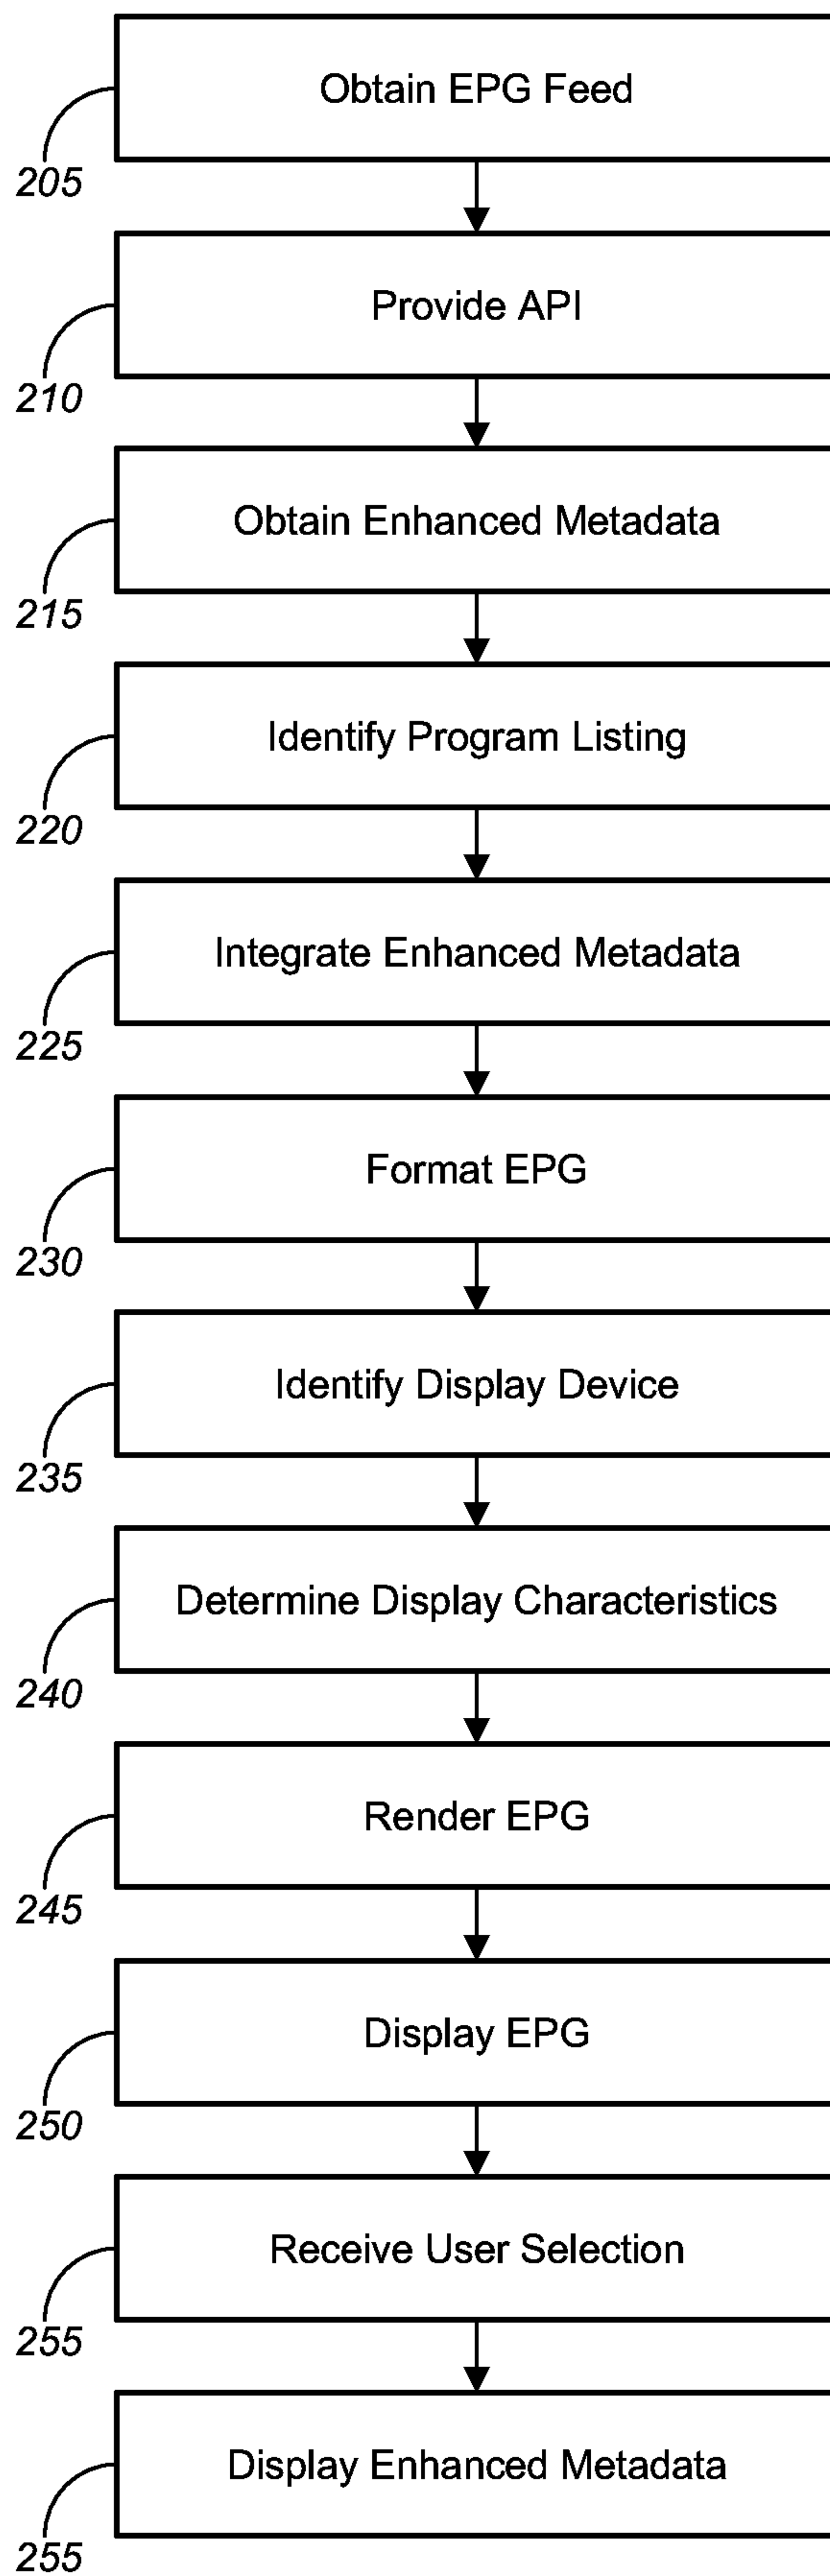 Obtain EPG Feed
205
Provide API
210
Obtain Enhanced Metadata
215
Identify Program Listing
220
Integrate Enhanced Metadata
225
Format EPG
230
Identify Display Device
235
Determine Display Characteristics
240
Render EPG
245
Display EPG
250
Receive User Selection
255
Display Enhanced Metadata
255